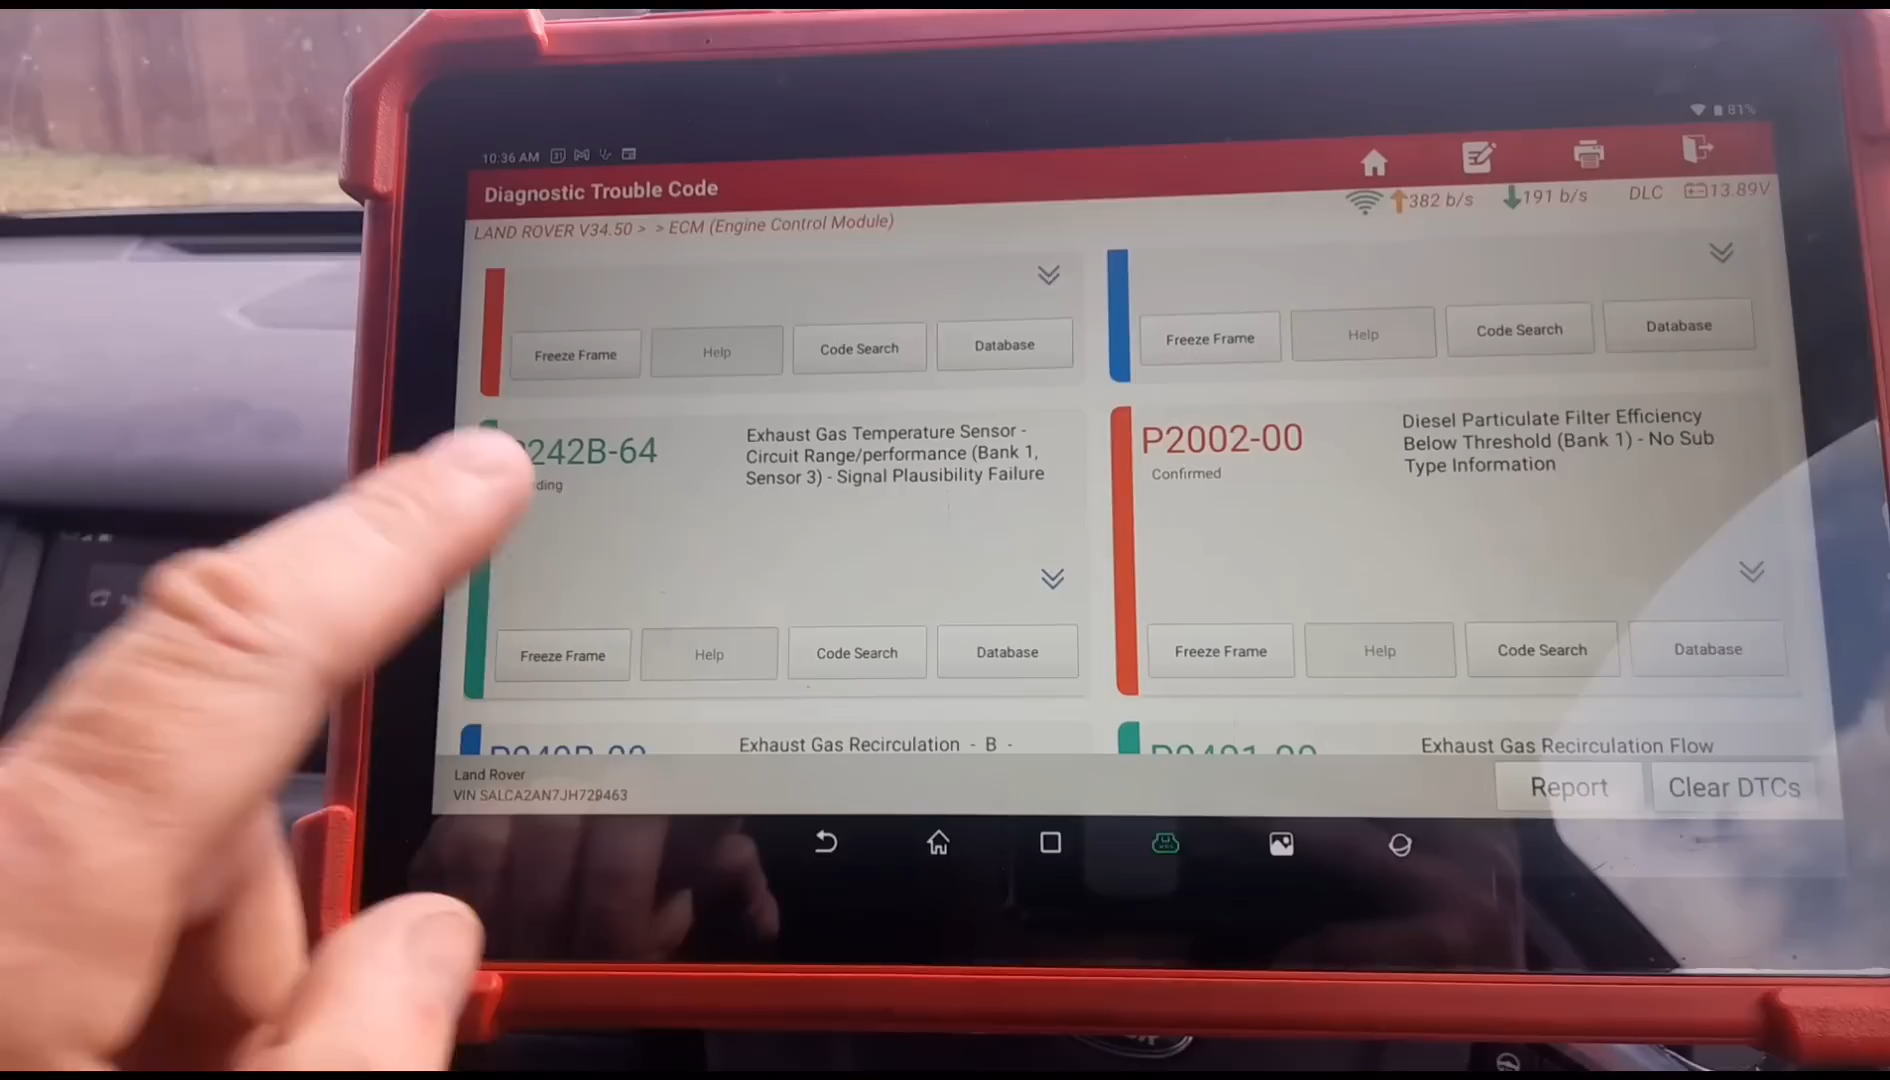 10:36 AM
81%
Diagnostic Trouble Code
382 b/s 191 b/s DLC 13.89V
LAND ROVER V34.50 > > ECM (Engine Control Module)
Freeze Frame Help Code Search Database
Freeze Frame Help Code Search Database
242B-64
ding
Exhaust Gas Temperature Sensor -
Circuit Range/performance (Bank 1,
Sensor 3) - Signal Plausibility Failure
Freeze Frame Help Code Search Database
P2002-00
Confirmed
Diesel Particulate Filter Efficiency
Below Threshold (Bank 1) - No Sub
Type Information
Freeze Frame Help Code Search Database
Exhaust Gas Recirculation - B -
Exhaust Gas Recirculation Flow
Land Rover
VIN SALCA2AN7JH729463
Report Clear DTCs